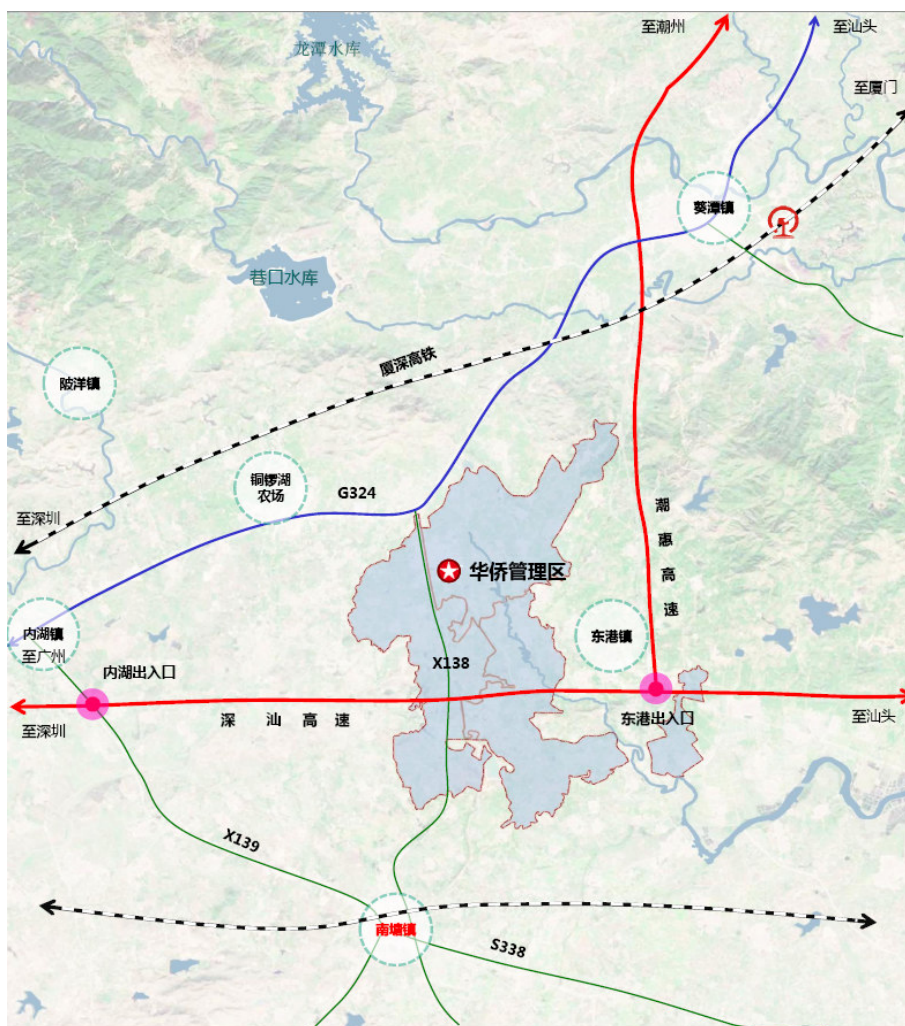 至潮州
至汕头
龙潭水库
至厦门
葵潭镇
巷口水库
厦深高铁
陂洋镇
铜锣湖
农场
G324
至深圳
潮惠高速
华侨管理区
内湖镇
至广州
东港镇
内湖出入口
X138
至深圳
深汕高速
东港出入口
至汕头
X139
南塘镇
S338